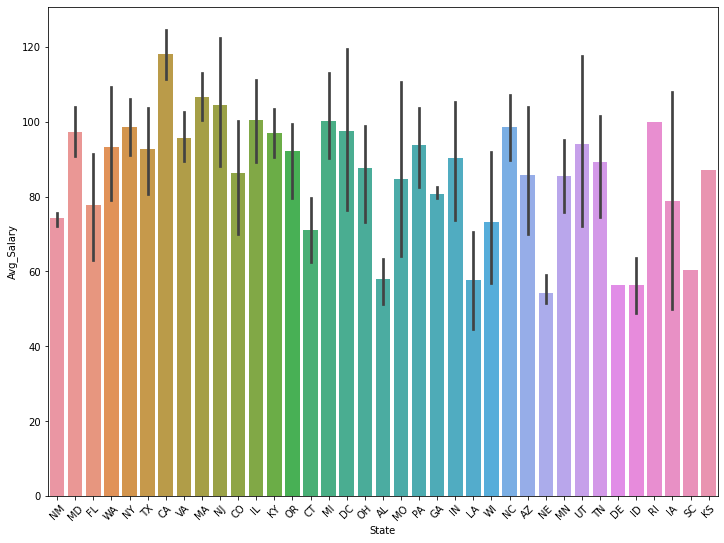 Avg_Salary
120
100
80
60
40
20
0
NM MD FL WA NY TX CA VA MA NJ CO IL KY OR CT MI DC OH AL MO PA GA IN LA WI NC AZ NE MN UT TN DE ID RI IA SC KS
State